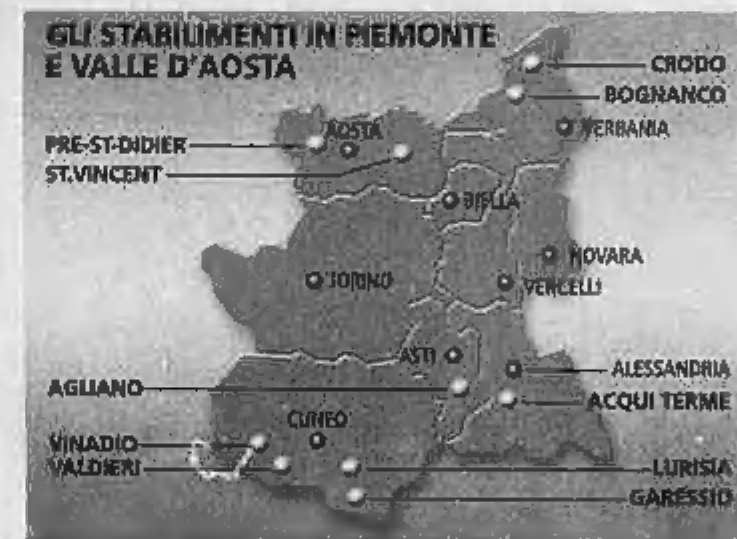 GLI STABILIMENTI IN PIEMONTE
E VALLE D'AOSTA
CRODO
BOGNANCO
VERBANIA
AOSTA
PRE-ST-DIDIER
ST.VINCENT
BIELLA
NOVARA
TORINO
VERCELLI
ASTI
ALESSANDRIA
AGLIANO
ACQUI TERME
CUNEO
VINADIO
VALDIERI
LURISIA
GARESSIO